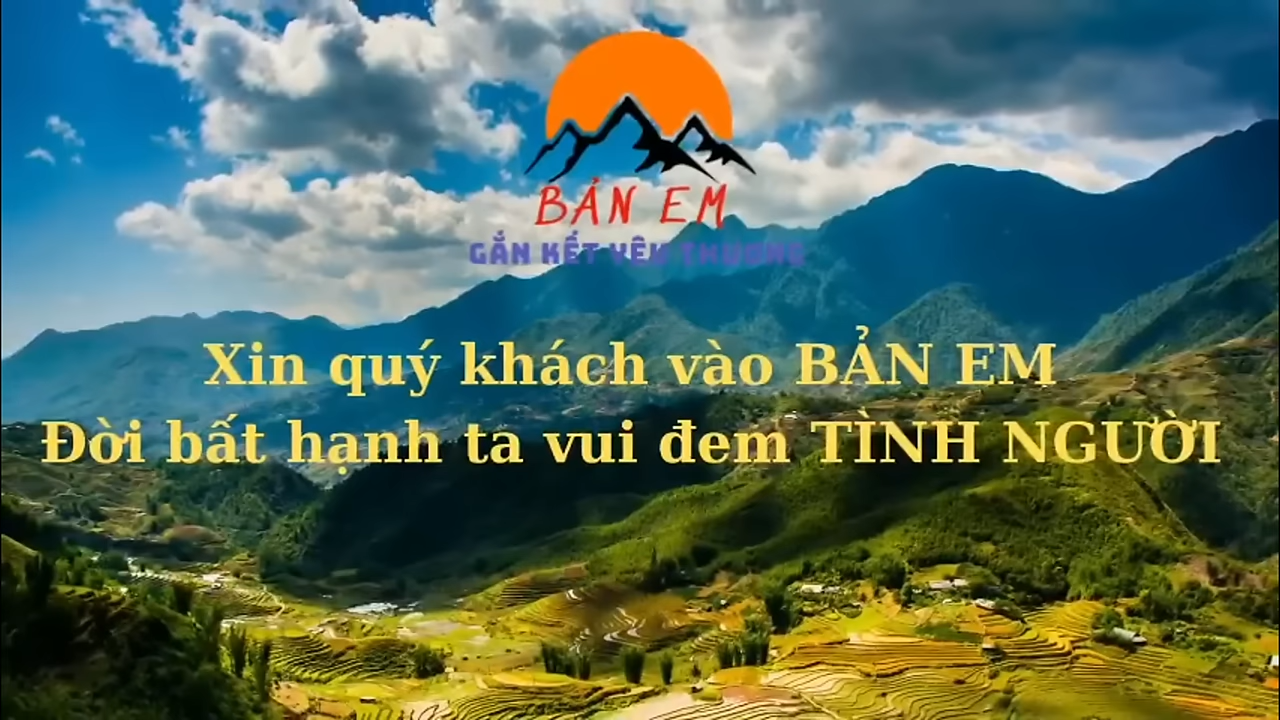 BẢN EM
GẮN KẾT YÊU THƯƠNG
Xin quý khách vào BẢN EM
Đời bất hạnh ta vui đem TÌNH NGƯỜI